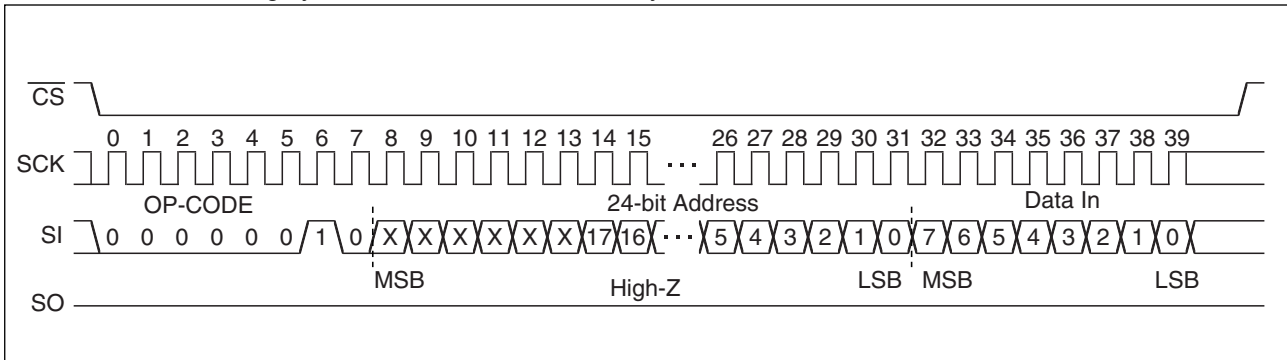 CS
0 1 2 3 4 5 6 7 8 9 10 11 12 13 14 15 26 27 28 29 30 31 32 33 34 35 36 37 38 39
SCK ...
OP-CODE 24-bit Address Data In
SI 0 0 0 0 0 0 1 0 X X X X X X 17 16 ... 5 4 3 2 1 0 7 6 5 4 3 2 1 0
MSB High-Z LSB MSB LSB
SO